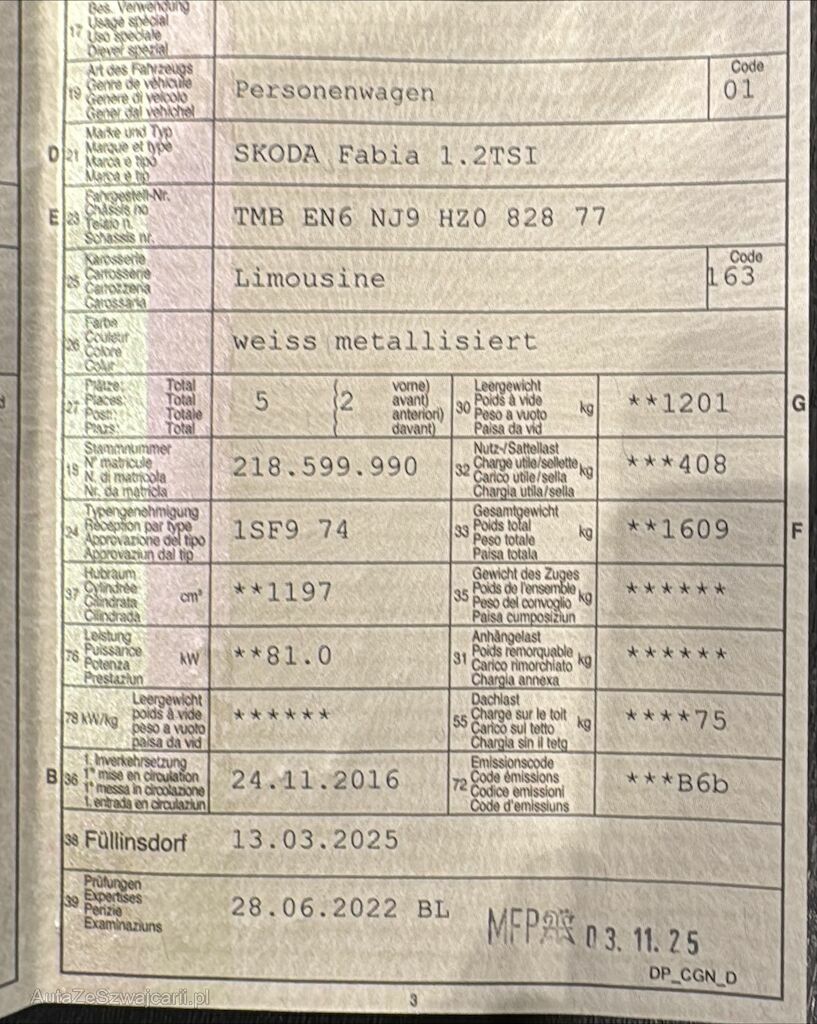 17 Bes. Verwendung
Usage spécial
Uso speciale
Diever spezial
19 Art des Fahrzeugs
Genre de véhicule
Genere di veicolo
Gener dal vehichel
Personenwagen
Code
01
D 21 Marke und Typ
Marque et type
Marca e tipo
Marca e tip
SKODA Fabia 1.2TSI
E 23 Fahrgestell-Nr.
Châssis no
Telaio n.
Schassis nr.
TMB EN6 NJ9 HZ0 828 77
25 Karosserie
Carrosserie
Carrozzeria
Carossaria
Limousine
Code
163
26 Farbe
Couleur
Colore
Colur
weiss metallisiert
27 Plätze: Total
Places: Total
Posti: Totale
Plazs: Total
5
(2 vorne)
avant)
anteriori)
davant)
30 Leergewicht
Poids à vide
Peso a vuoto
Paisa da vid
kg
**1201
G
18 Stammnummer
N° matricule
N. di matricola
Nr. da matricla
218.599.990
32 Nutz-/Sattellast
Charge utile/sellette
Carico utile/sella
Chargia utila/sella
kg
***408
24 Typengenehmigung
Réception par type
Approvazione del tipo
Approvaziun dal tip
1SF9 74
33 Gesamtgewicht
Poids total
Peso totale
Paisa totala
kg
**1609
F
37 Hubraum
Cylindrée
Cilindrata
Cilindrada
cm³
**1197
35 Gewicht des Zuges
Poids de l'ensemble
Peso del convoglio
Paisa cumposiziun
kg
******
76 Leistung
Puissance
Potenza
Prestaziun
kW
**81.0
31 Anhängelast
Poids remorquable
Carico rimorchiato
Chargia annexa
kg
******
78 kW/kg
Leergewicht
poids à vide
peso a vuoto
paisa da vid
******
55 Dachlast
Charge sur le toit
Carico sul tetto
Chargia sin il tetg
kg
****75
B 36 1. Inverkehrsetzung
1re mise en circulation
1a messa in circolazione
1. entrada en circulaziun
24.11.2016
72 Emissionscode
Code émissions
Codice emissioni
Code d'emissiuns
***B6b
38 Füllinsdorf
13.03.2025
39 Prüfungen
Expertises
Perizie
Examinaziuns
28.06.2022 BL
MFP 03.11.25
DP_CGN_D
AutaZeSzwajcarii.pl
3